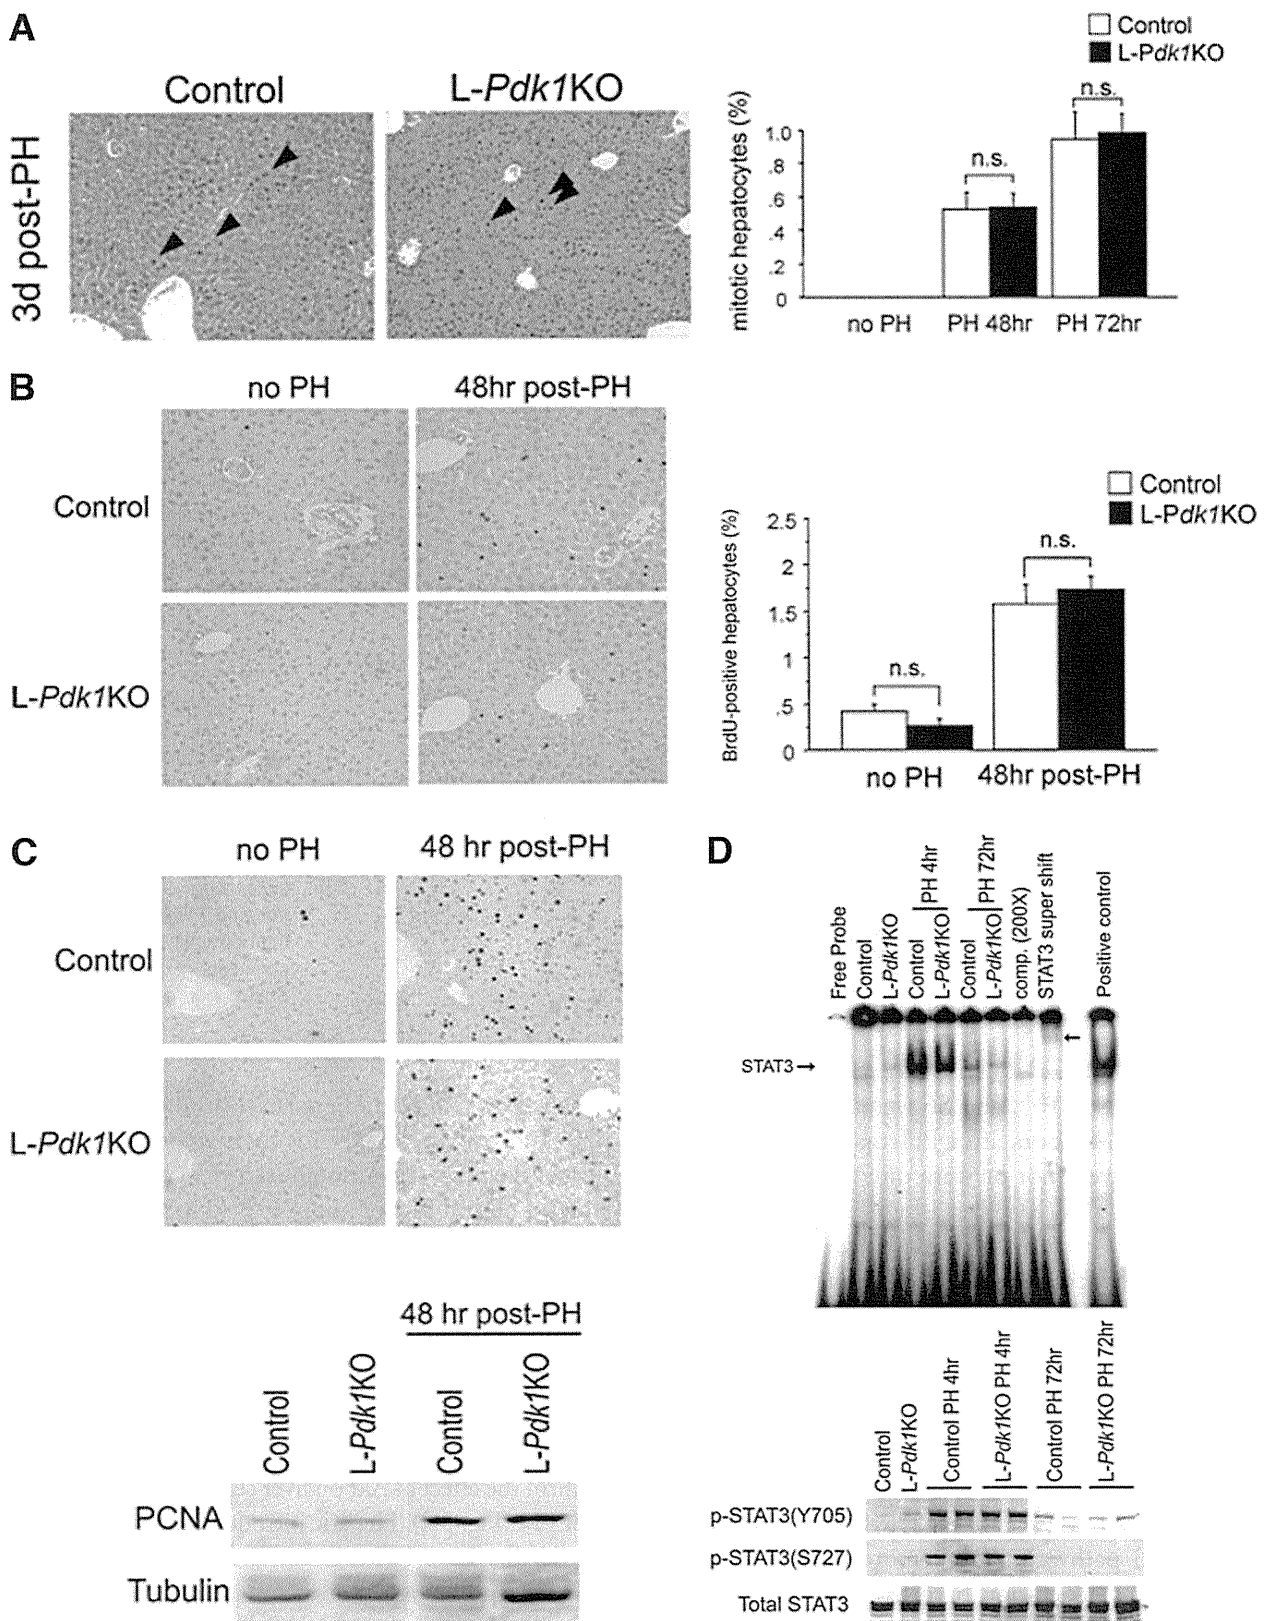 A
Control
L-Pdk1KO
3d post-PH
Control
L-Pdk1KO
mitotic hepatocytes (%)
1.0
.8
.6
.4
.2
0
n.s.
n.s.
no PH
PH 48hr
PH 72hr
B
no PH
48hr post-PH
Control
L-Pdk1KO
Control
L-Pdk1KO
BrdU-positive hepatocytes (%)
2.5
2
1.5
1
.5
0
n.s.
n.s.
no PH
48hr post-PH
C
no PH
48 hr post-PH
Control
L-Pdk1KO
48 hr post-PH
Control
L-Pdk1KO
Control
L-Pdk1KO
PCNA
Tubulin
D
PH 4hr
PH 72hr
Free Probe
Control
L-Pdk1KO
Control
L-Pdk1KO
Control
L-Pdk1KO
comp. (200X)
STAT3 super shift
Positive control
STAT3→
←
Control
L-Pdk1KO
Control PH 4hr
L-Pdk1KO PH 4hr
Control PH 72hr
L-Pdk1KO PH 72hr
p-STAT3(Y705)
p-STAT3(S727)
Total STAT3